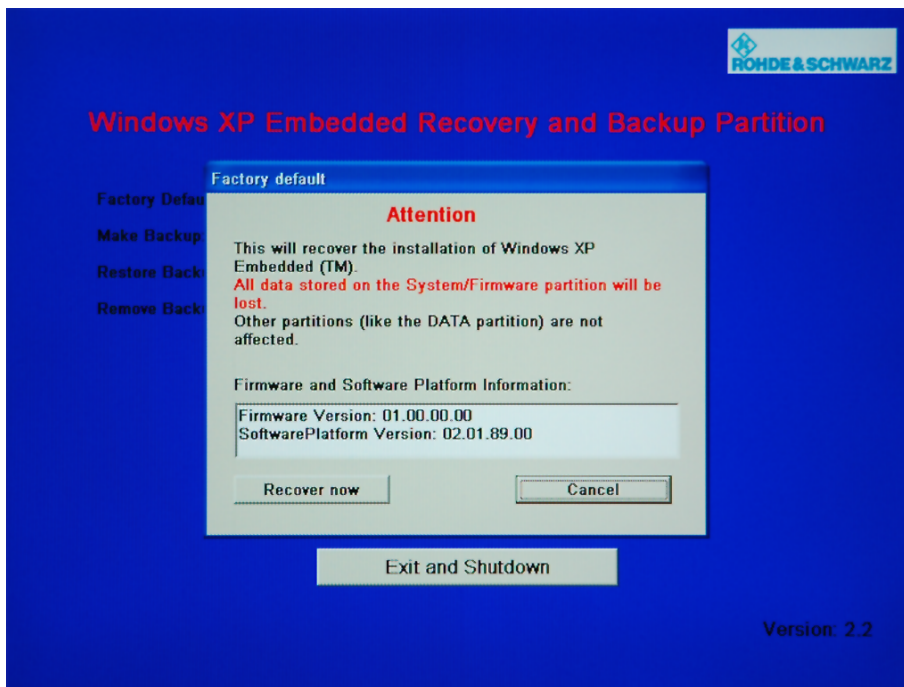 ROHDE & SCHWARZ
Windows XP Embedded Recovery and Backup Partition
Factory default
Factory Defau
Attention
Make Backup:
This will recover the installation of Windows XP
Embedded (TM).
Restore Back
All data stored on the System/Firmware partition will be
lost.
Remove Back
Other partitions (like the DATA partition) are not
affected.
Firmware and Software Platform Information:
Firmware Version: 01.00.00.00
SoftwarePlatform Version: 02.01.89.00
Recover now
Cancel
Exit and Shutdown
Version: 2.2